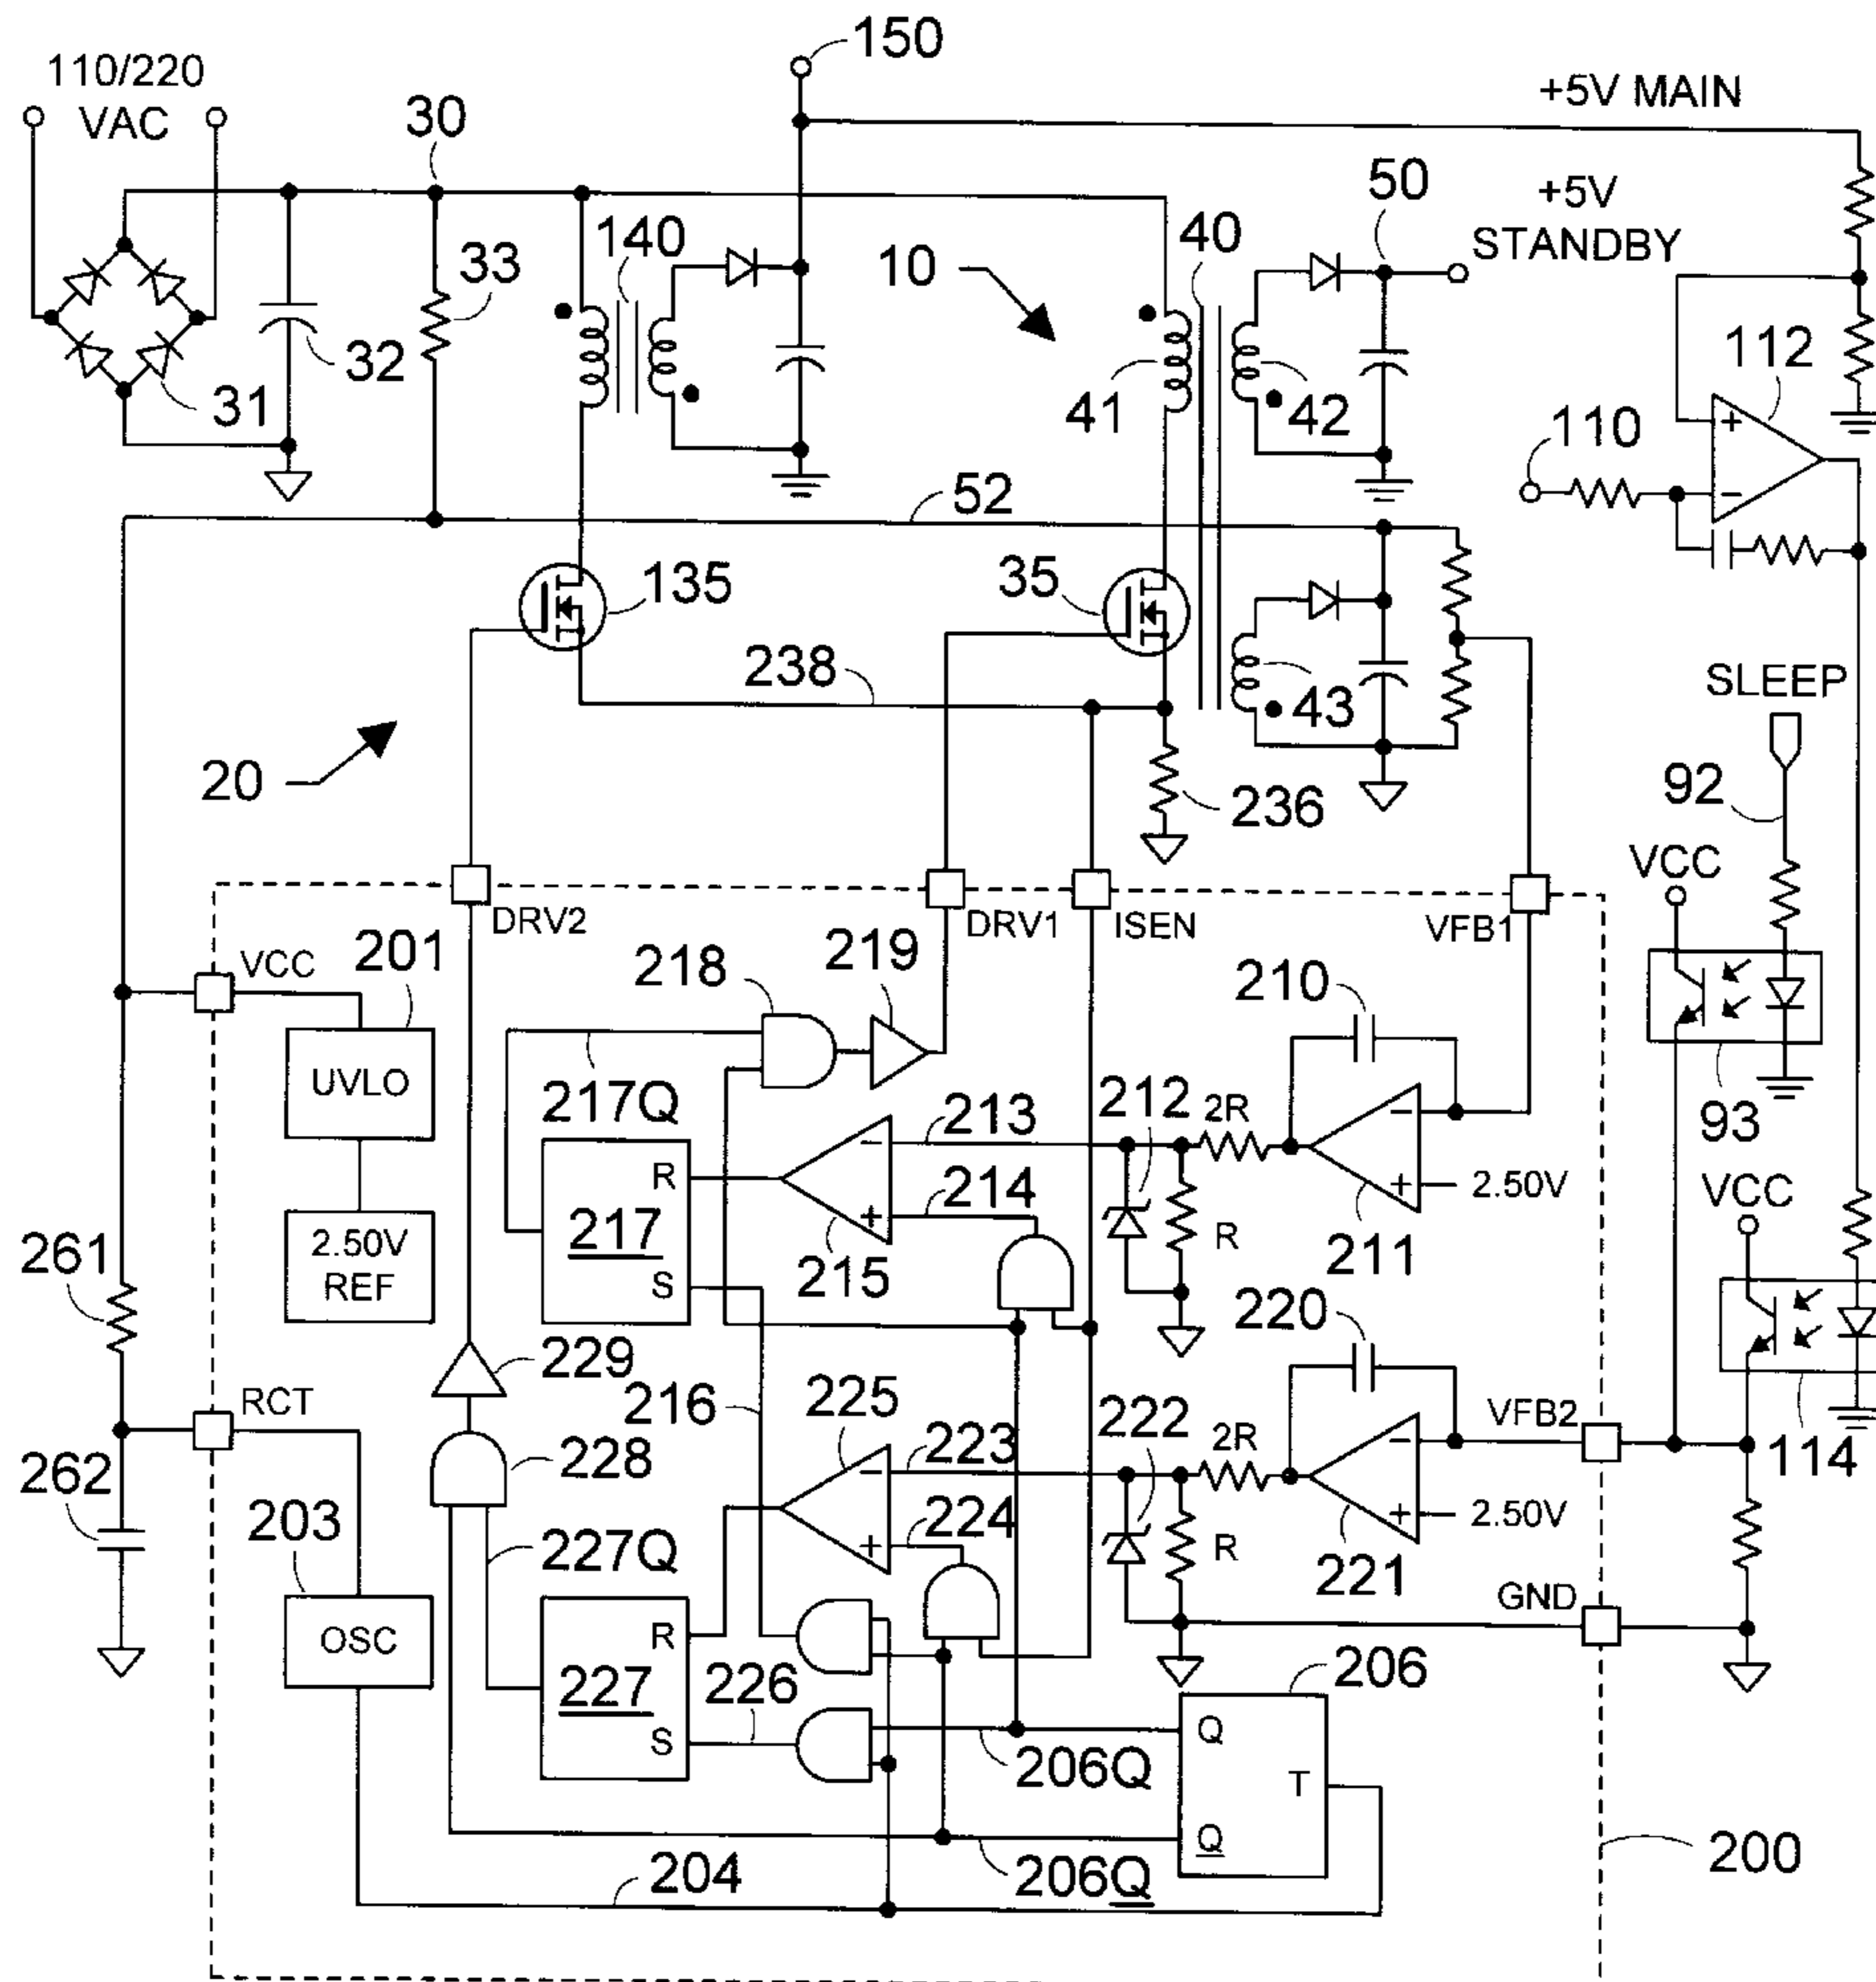 150
110/220
VAC
+5V MAIN
30
50
+5V
STANDBY
140
40
33
10
112
32
31
41
42
110
52
135
35
238
43
SLEEP
20
236
92
VCC
DRV2
DRV1
ISEN
VFB1
VCC
201
218
219
210
UVLO
217Q
213
212
2R
93
R
217
S
214
215
2.50V
211
VCC
2.50V
REF
R
261
220
229
216
225
222
VFB2
RCT
228
223
2R
114
262
203
224
2.50V
227Q
R
221
GND
OSC
R
227
S
226
206
Q
206Q
T
Q
204
206Q
200